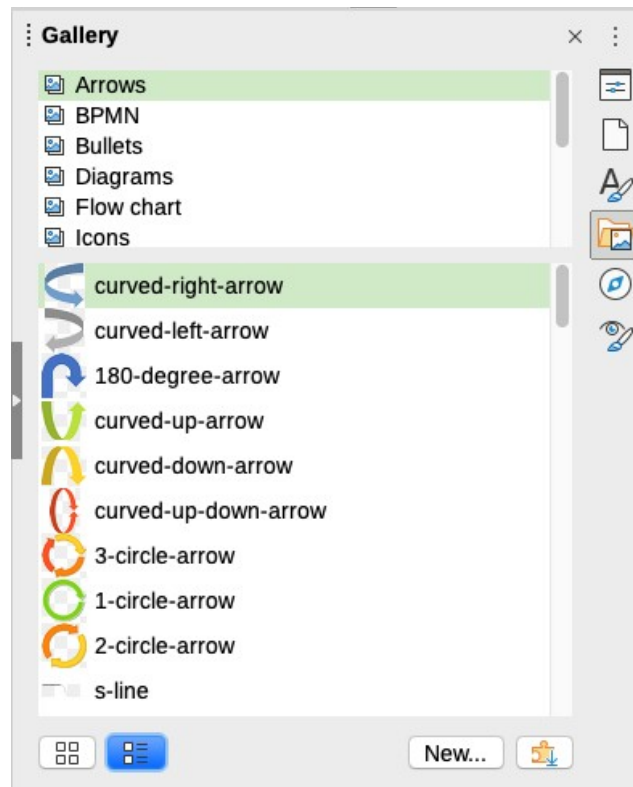 Gallery
Arrows
BPMN
Bullets
Diagrams
Flow chart
Icons
curved-right-arrow
curved-left-arrow
180-degree-arrow
curved-up-arrow
curved-down-arrow
curved-up-down-arrow
3-circle-arrow
1-circle-arrow
2-circle-arrow
s-line
New...